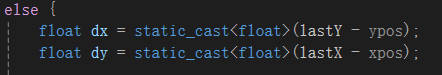 else {
float dx = static_cast<float>(lastY - ypos);
float dy = static_cast<float>(lastX - xpos);